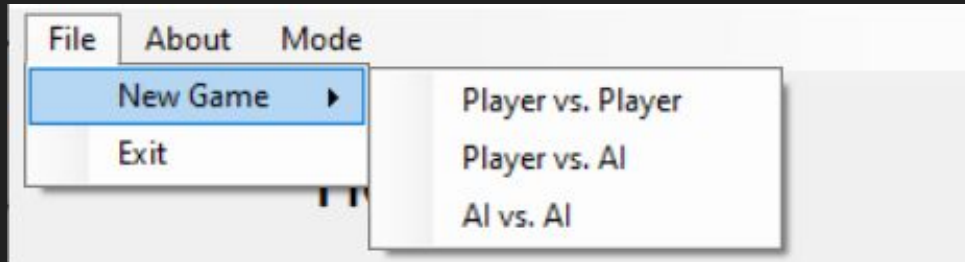 File About Mode
New Game
Exit
Player vs. Player
Player vs. AI
AI vs. AI